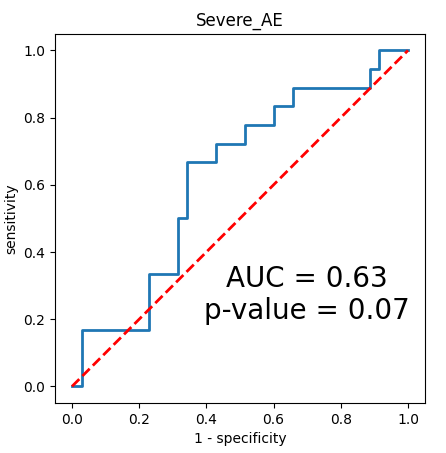 Severe_AE
1.0
0.8
0.6
0.4
0.2
0.0
sensitivity
AUC = 0.63
p-value = 0.07
0.0 0.2 0.4 0.6 0.8 1.0
1 - specificity